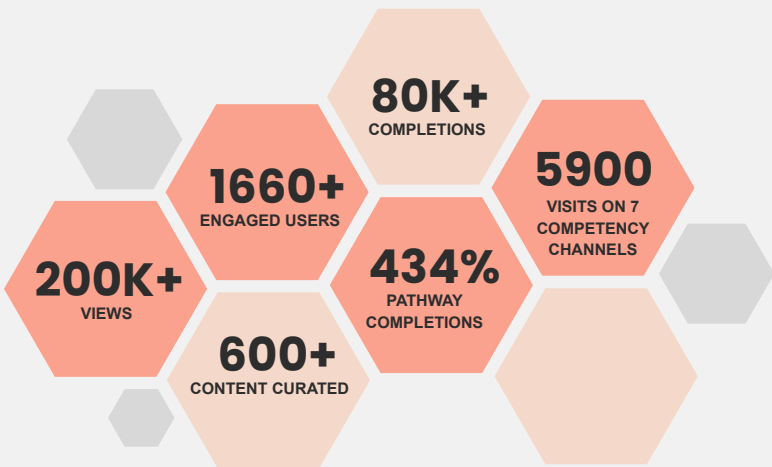 80K+
COMPLETIONS
1660+
ENGAGED USERS
5900
VISITS ON 7
COMPETENCY
CHANNELS
200K+
VIEWS
434%
PATHWAY
COMPLETIONS
600+
CONTENT CURATED